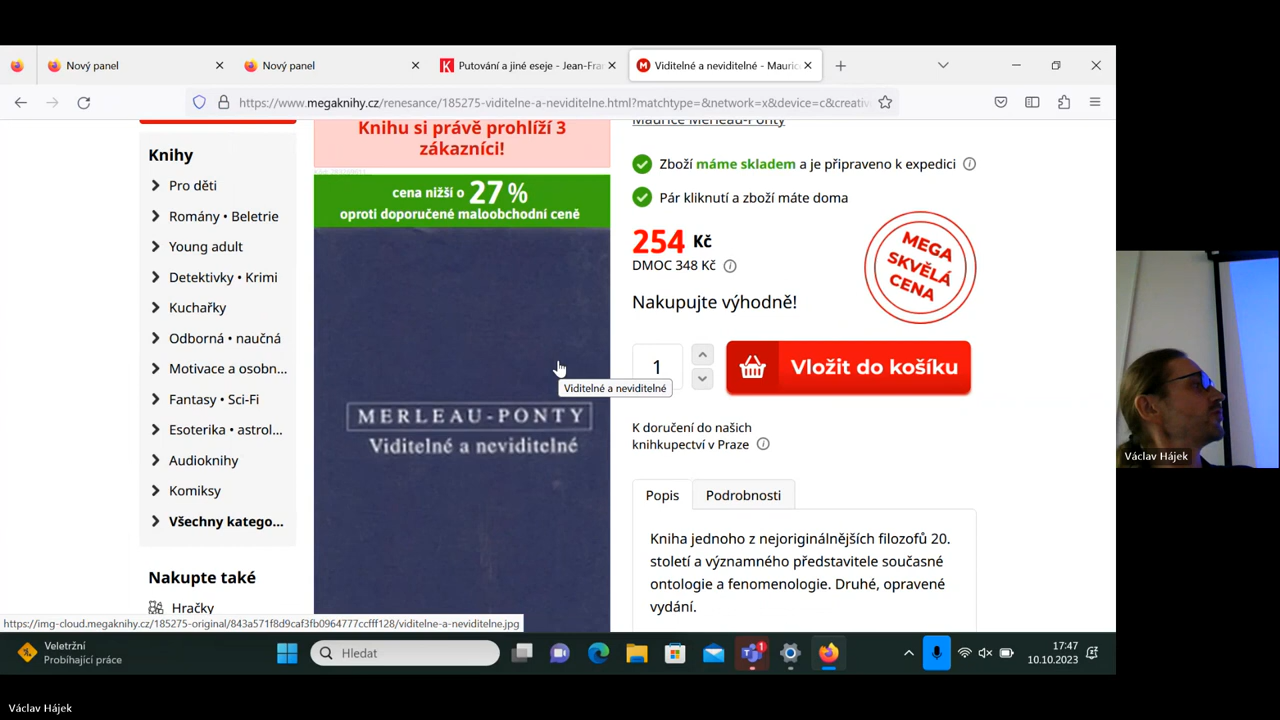 Nový panel
Nový panel
Putování a jiné eseje - Jean-Fra
Viditelné a neviditelné - Mauric
https://www.megaknihy.cz/renesance/185275-viditelne-a-neviditelne.html?matchtype=&network=x&device=c&creativ
Knihy
Pro děti
Romány • Beletrie
Young adult
Detektivky • Krimi
Kuchařky
Odborná • naučná
Motivace a osobn...
Fantasy • Sci-Fi
Esoterika • astrol...
Audioknihy
Komiksy
Všechny katego...
Nakupte také
Hračky
Knihu si právě prohlíží 3
zákazníci!
cena nižší o 27 %
oproti doporučené maloobchodní ceně
MERLEAU-PONTY
Viditelné a neviditelné
Viditelné a neviditelné
Maurice Merleau-Ponty
Zboží máme skladem a je připraveno k expedici
Pár kliknutí a zboží máte doma
254 Kč
DMOC 348 Kč
Nakupujte výhodně!
MEGA
SKVĚLÁ
CENA
1
Vložit do košíku
K doručení do našich
knihkupectví v Praze
Popis
Podrobnosti
Kniha jednoho z nejoriginálnějších filozofů 20.
století a významného představitele současné
ontologie a fenomenologie. Druhé, opravené
vydání.
https://img-cloud.megaknihy.cz/185275-original/843a571f8d9caf3fb0964777ccfff128/viditelne-a-neviditelne.jpg
Veletržní
Probíhající práce
Hledat
1
17:47
10.10.2023
Václav Hájek
Václav Hájek